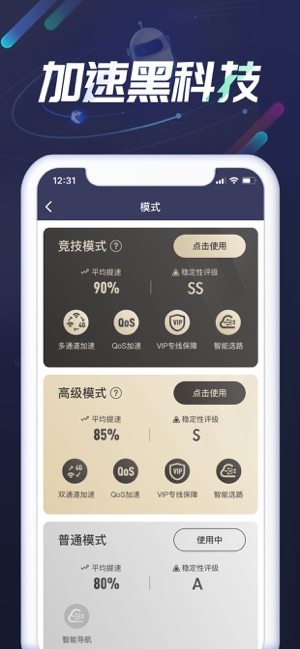 加速黑科技
12:31
模式
竞技模式 ?
点击使用
平均提速
稳定性评级
90%
SS
4G
QoS
VIP
多通道加速
QoS加速
VIP专线保障
智能选路
高级模式 ?
点击使用
平均提速
稳定性评级
85%
S
4G
QoS
VIP
双通道加速
QoS加速
VIP专线保障
智能选路
普通模式
使用中
平均提速
稳定性评级
80%
A
智能导航